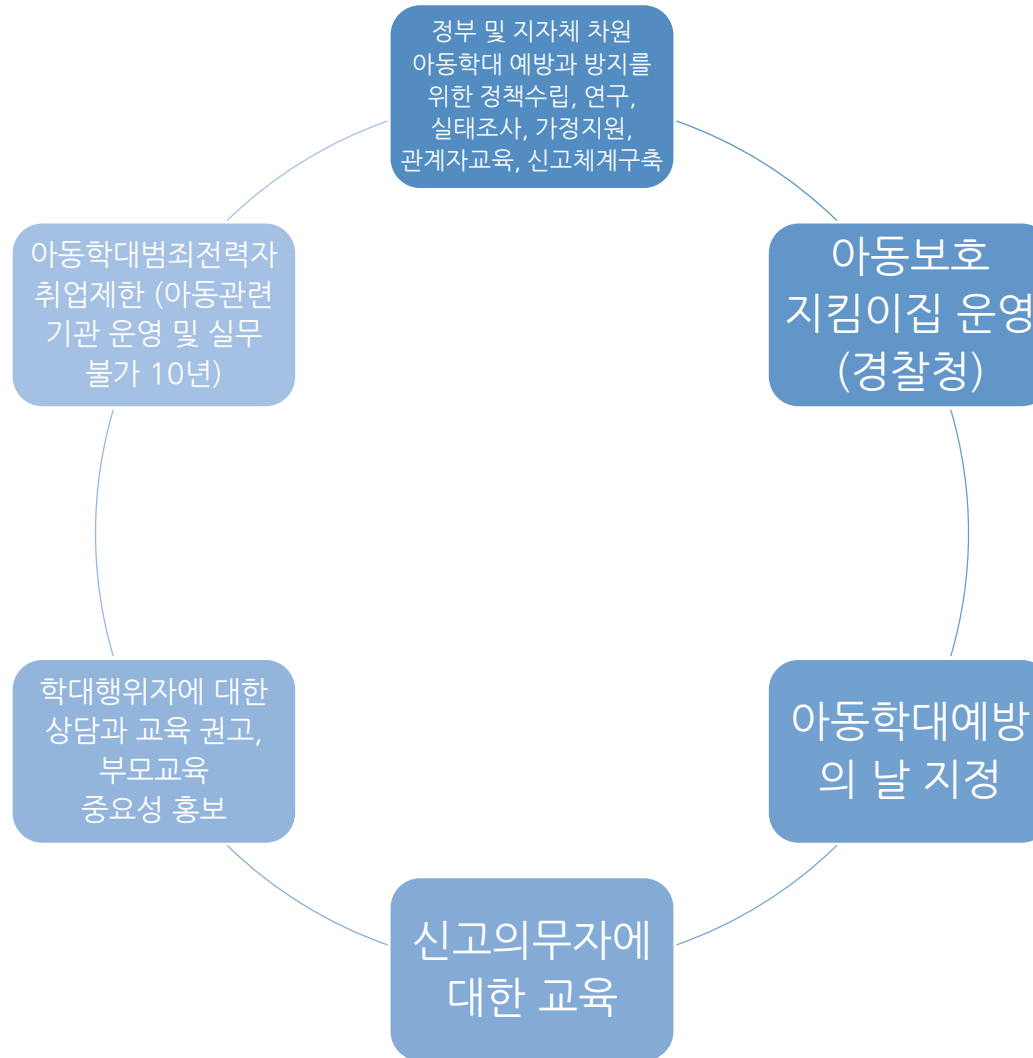 정부 및 지자체 차원
아동학대 예방과 방지를
위한 정책수립, 연구,
실태조사, 가정지원,
관계자교육, 신고체계구축
아동보호
지킴이집 운영
(경찰청)
아동학대예방
의 날 지정
신고의무자에
대한 교육
학대행위자에 대한
상담과 교육 권고,
부모교육
중요성 홍보
아동학대범죄전력자
취업제한 (아동관련
기관 운영 및 실무
불가 10년)